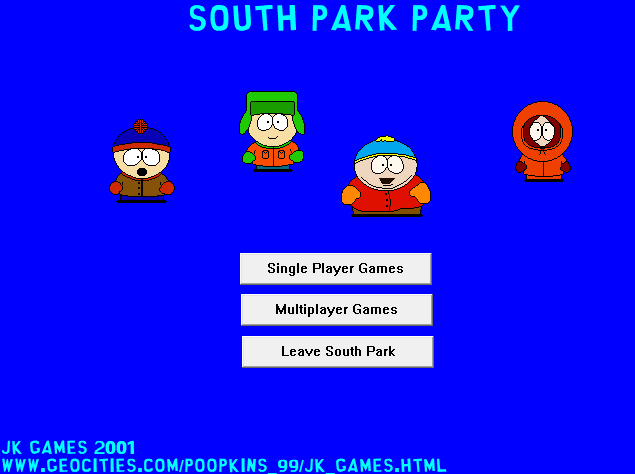 SOUTH PARK PARTY
Single Player Games
Multiplayer Games
Leave South Park
JK GAMES 2001
WWW.GEOCITIES.COM/POOPKINS_99/JK_GAMES.HTML